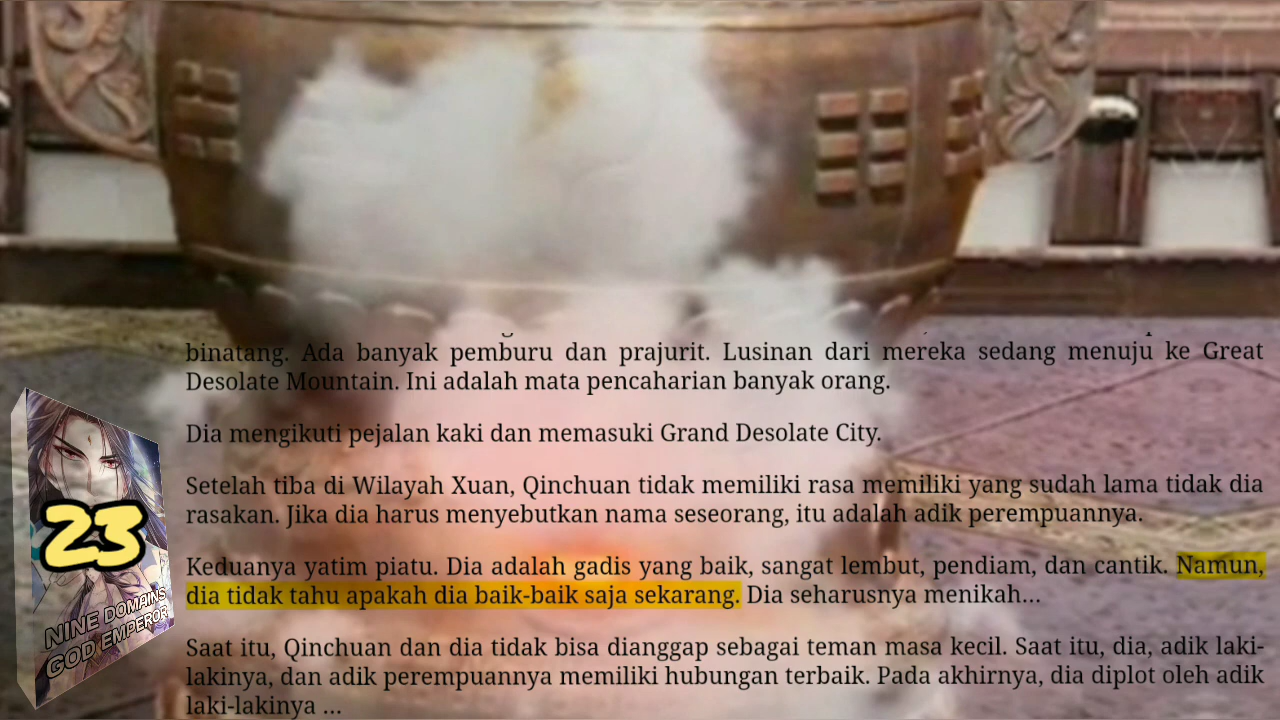 binatang. Ada banyak pemburu dan prajurit. Lusinan dari mereka sedang menuju ke Great
Desolate Mountain. Ini adalah mata pencaharian banyak orang.
Dia mengikuti pejalan kaki dan memasuki Grand Desolate City.
Setelah tiba di Wilayah Xuan, Qinchuan tidak memiliki rasa memiliki yang sudah lama tidak dia
rasakan. Jika dia harus menyebutkan nama seseorang, itu adalah adik perempuannya.
Keduanya yatim piatu. Dia adalah gadis yang baik, sangat lembut, pendiam, dan cantik. Namun,
dia tidak tahu apakah dia baik-baik saja sekarang. Dia seharusnya menikah...
Saat itu, Qinchuan dan dia tidak bisa dianggap sebagai teman masa kecil. Saat itu, dia, adik laki-
lakinya, dan adik perempuannya memiliki hubungan terbaik. Pada akhirnya, dia diplot oleh adik
laki-lakinya ...
23
NINE DOMAINS
GOD EMPEROR